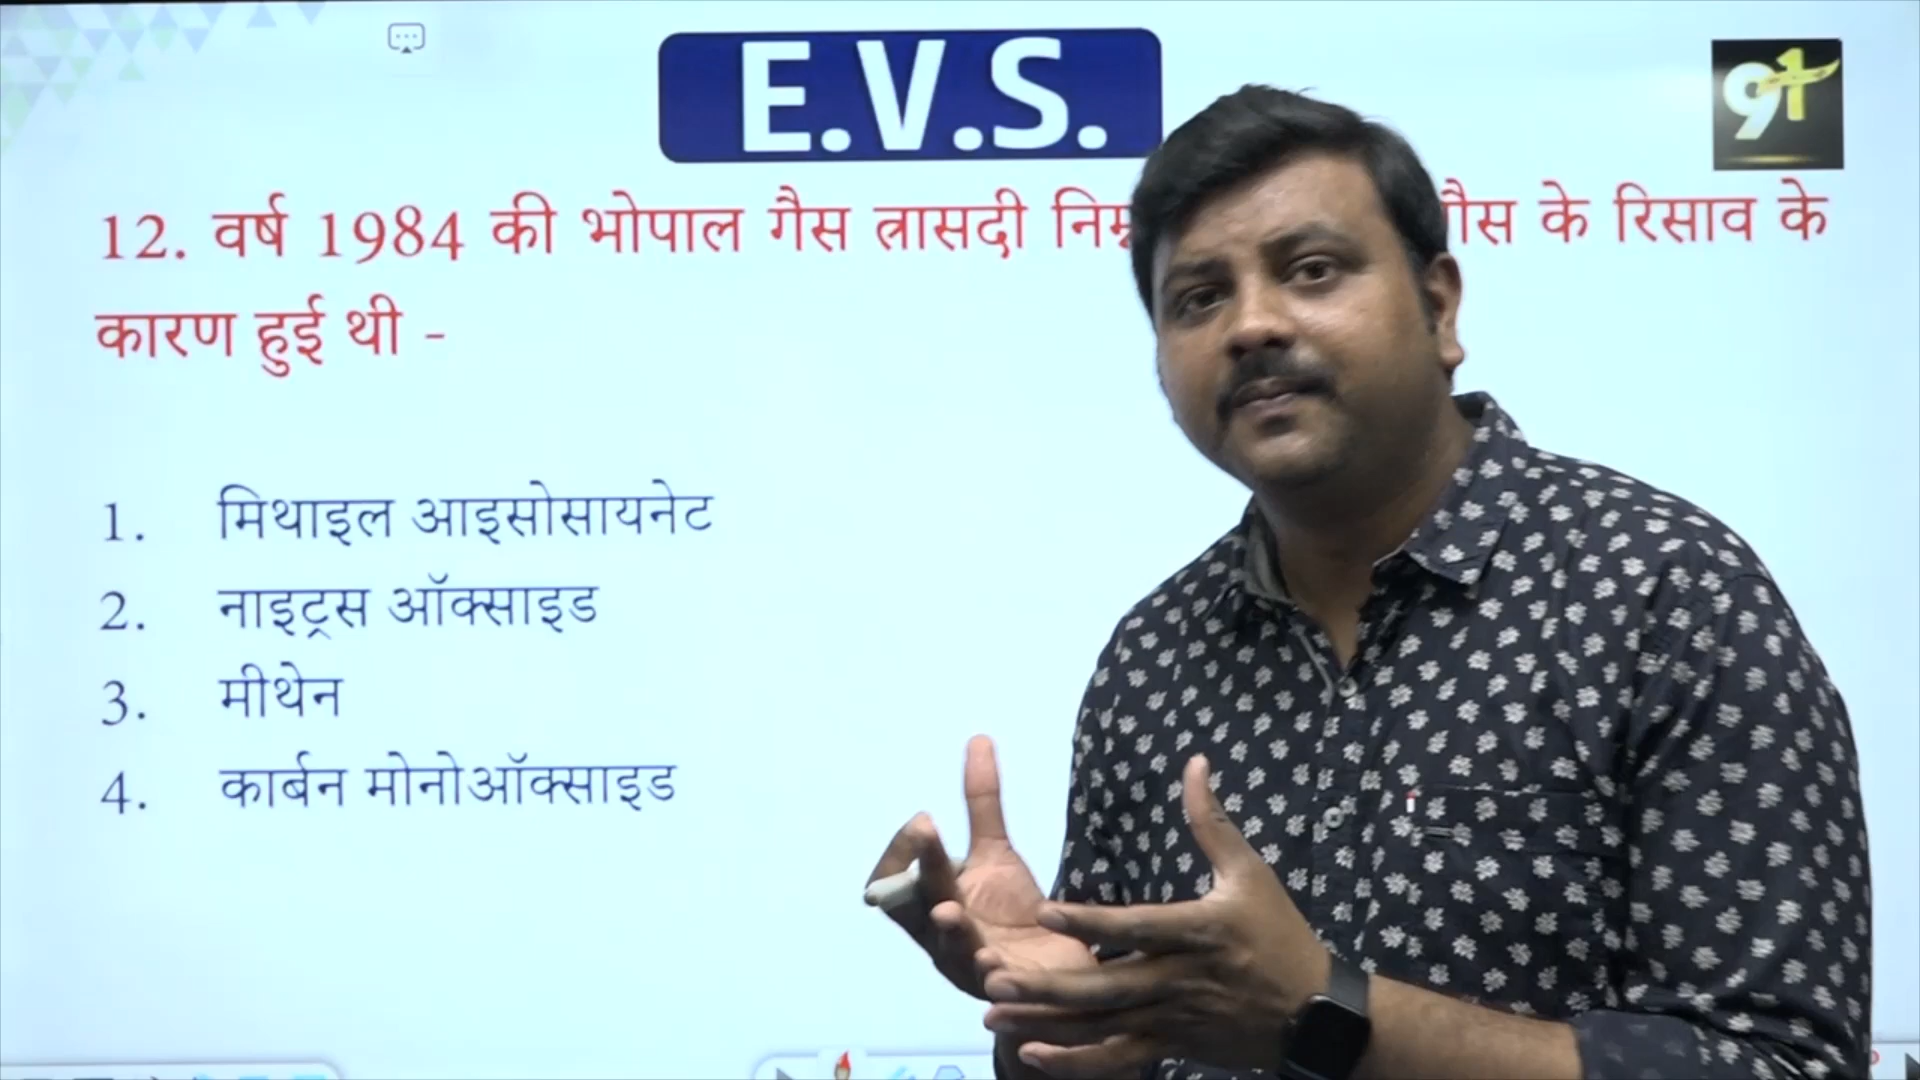 E.V.S.
91
12. वर्ष 1984 की भोपाल गैस त्रासदी गैस के रिसाव के
कारण हुई थी -
1. मिथाइल आइसोसायनेट
2. नाइट्रस ऑक्साइड
3. मीथेन
4. कार्बन मोनोऑक्साइड